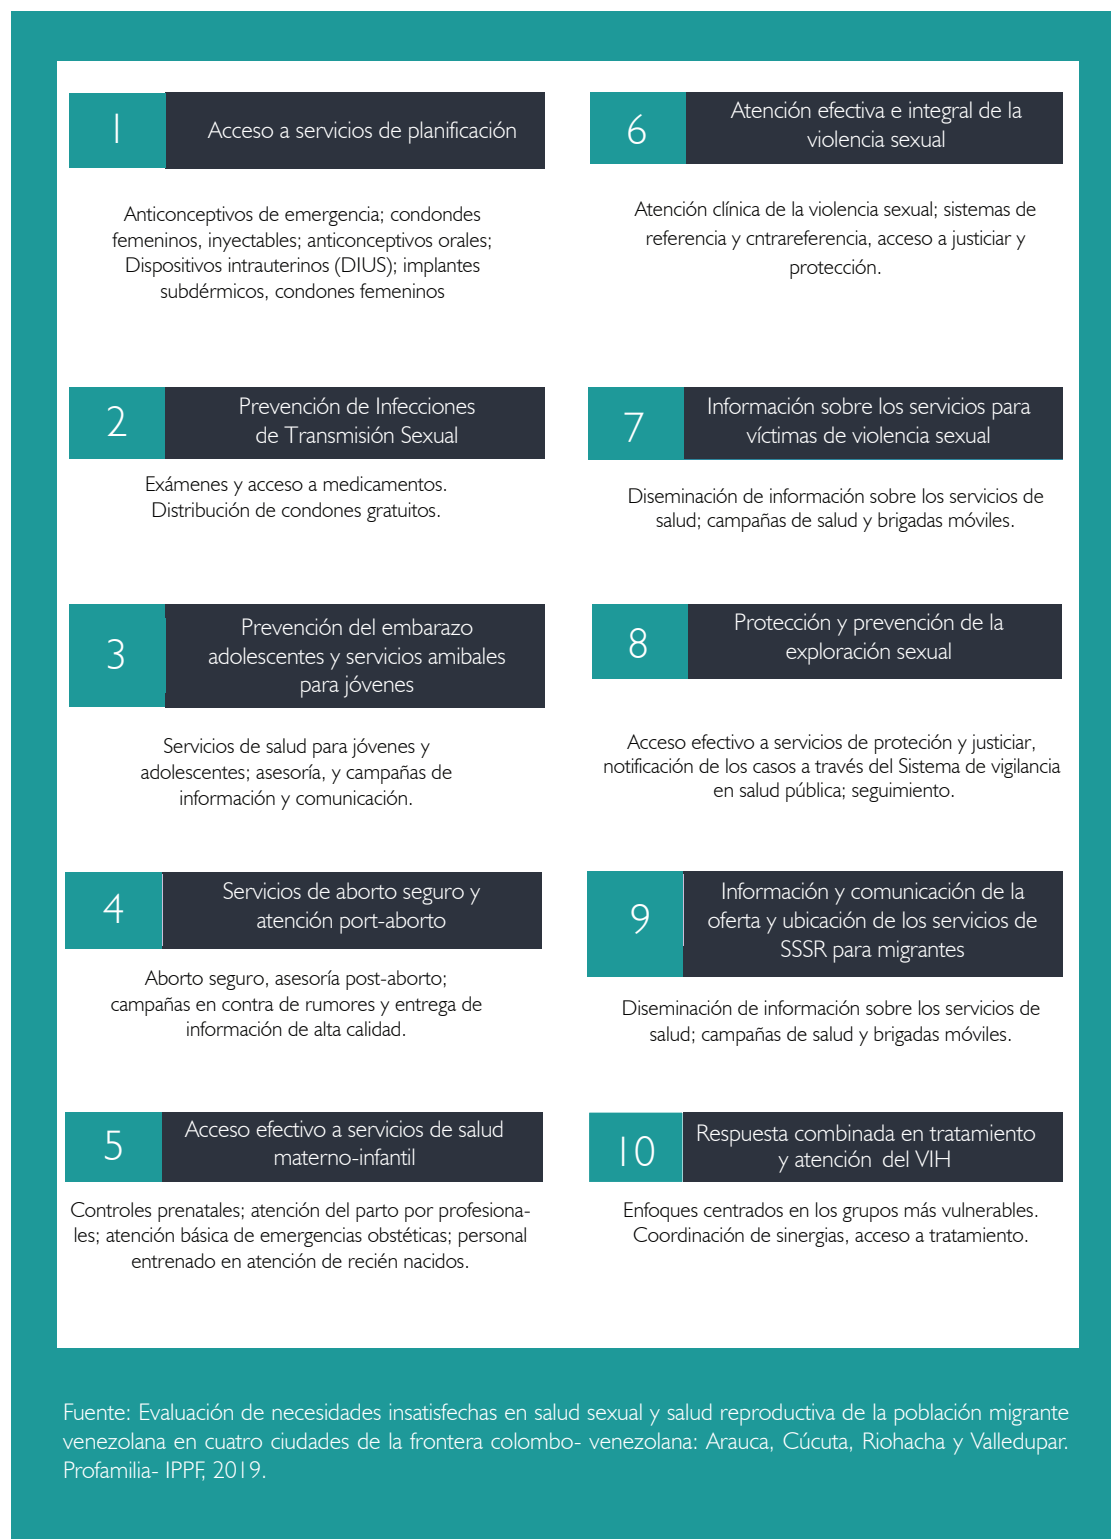 1
Acceso a servicios de planificación
Anticonceptivos de emergencia; condondes
femeninos, inyectables; anticonceptivos orales;
Dispositivos intrauterinos (DIUS); implantes
subdérmicos, condones femeninos
2
Prevención de Infecciones
de Transmisión Sexual
Exámenes y acceso a medicamentos.
Distribución de condones gratuitos.
3
Prevención del embarazo
adolescentes y servicios amibales
para jóvenes
Servicios de salud para jóvenes y
adolescentes; asesoría, y campañas de
información y comunicación.
4
Servicios de aborto seguro y
atención port-aborto
Aborto seguro, asesoría post-aborto;
campañas en contra de rumores y entrega de
información de alta calidad.
5
Acceso efectivo a servicios de salud
materno-infantil
Controles prenatales; atención del parto por profesiona-
les; atención básica de emergencias obstéticas; personal
entrenado en atención de recién nacidos.
6
Atención efectiva e integral de la
violencia sexual
Atención clínica de la violencia sexual; sistemas de
referencia y cntrareferencia, acceso a justiciar y
protección.
7
Información sobre los servicios para
víctimas de violencia sexual
Diseminación de información sobre los servicios de
salud; campañas de salud y brigadas móviles.
8
Protección y prevención de la
exploración sexual
Acceso efectivo a servicios de proteción y justiciar,
notificación de los casos a través del Sistema de vigilancia
en salud pública; seguimiento.
9
Información y comunicación de la
oferta y ubicación de los servicios de
SSSR para migrantes
Diseminación de información sobre los servicios de
salud; campañas de salud y brigadas móviles.
10
Respuesta combinada en tratamiento
y atención del VIH
Enfoques centrados en los grupos más vulnerables.
Coordinación de sinergias, acceso a tratamiento.
Fuente: Evaluación de necesidades insatisfechas en salud sexual y salud reproductiva de la población migrante
venezolana en cuatro ciudades de la frontera colombo- venezolana: Arauca, Cúcuta, Riohacha y Valledupar.
Profamilia- IPPF, 2019.